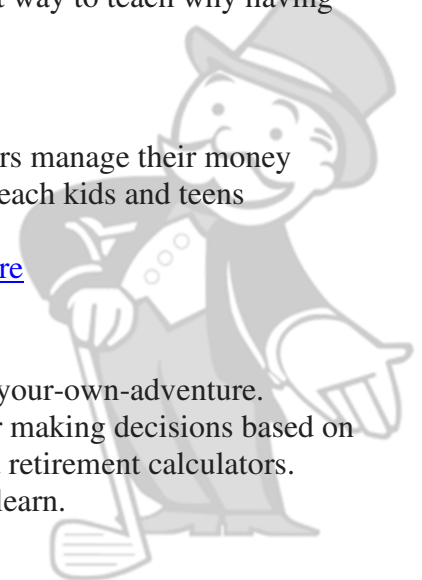 way to teach why having
rs manage their money
each kids and teens
re
your-own-adventure.
making decisions based on
retirement calculators.
learn.